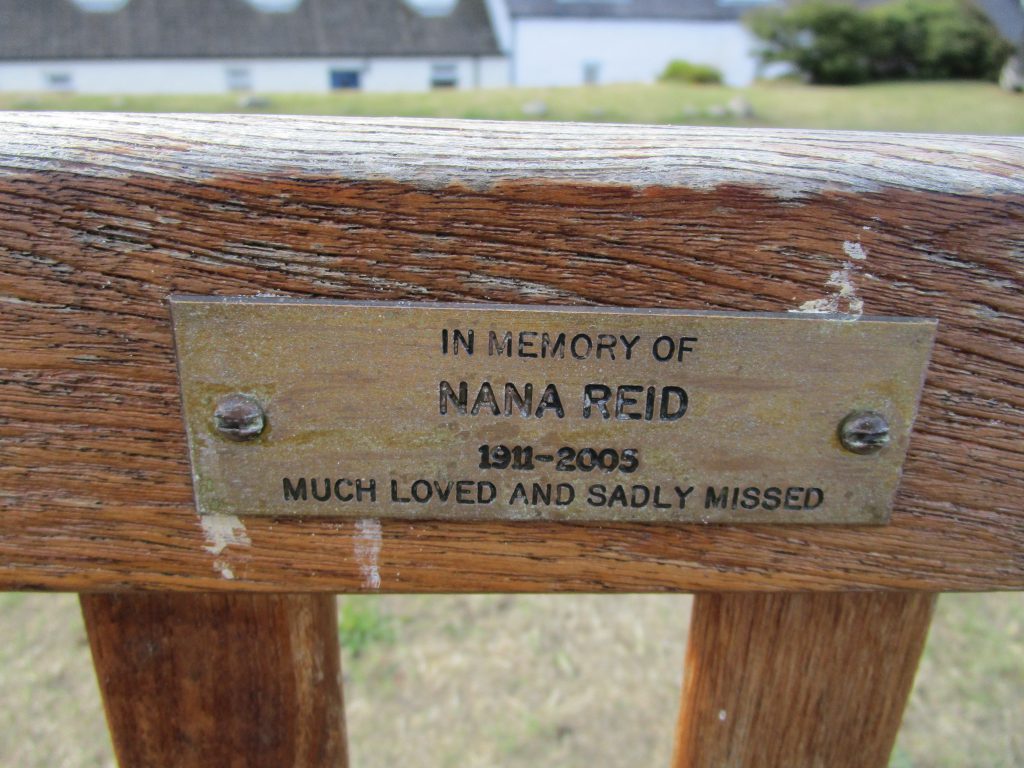 IN MEMORY OF
NANA REID
1911-2005
MUCH LOVED AND SADLY MISSED